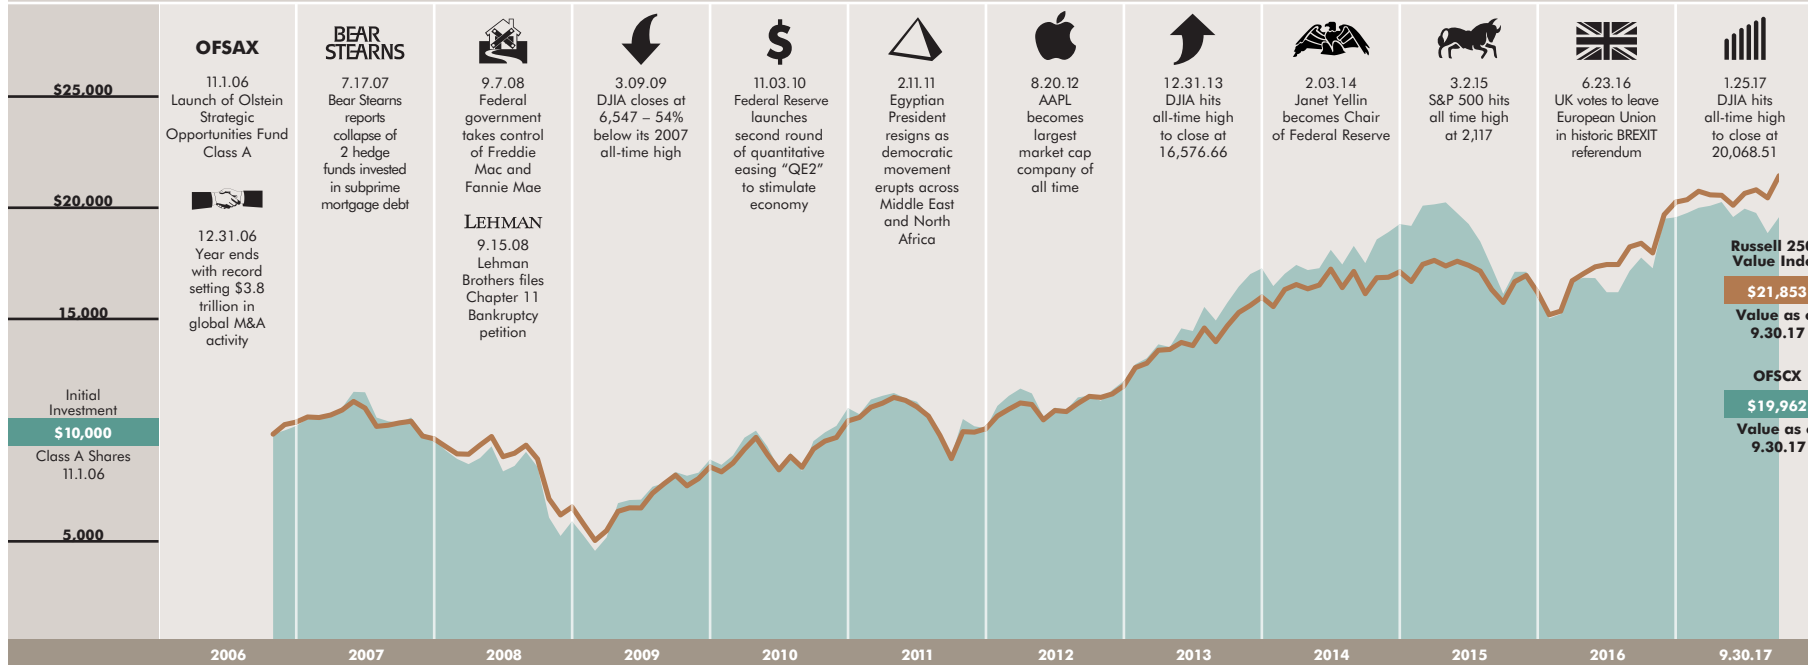 $25,000
$20,000
15,000
Initial
Investment
$10,000
Class A Shares
11.1.06
5,000
OFSAX
11.1.06
Launch of Olstein
Strategic
Opportunities Fund
Class A
12.31.06
Year ends
with record
setting $3.8
trillion in
global M&A
activity
BEAR
STEARNS
7.17.07
Bear Stearns
reports
collapse of
2 hedge
funds invested
in subprime
mortgage debt
9.7.08
Federal
government
takes control
of Freddie
Mac and
Fannie Mae
LEHMAN
9.15.08
Lehman
Brothers files
Chapter 11
Bankruptcy
petition
3.09.09
DJIA closes at
6,547 – 54%
below its 2007
all-time high
$
11.03.10
Federal Reserve
launches
second round
of quantitative
easing “QE2”
to stimulate
economy
2.11.11
Egyptian
President
resigns as
democratic
movement
erupts across
Middle East
and North
Africa
8.20.12
AAPL
becomes
largest
market cap
company of
all time
12.31.13
DJIA hits
all-time high
to close at
16,576.66
2.03.14
Janet Yellin
becomes Chair
of Federal Reserve
3.2.15
S&P 500 hits
all time high
at 2,117
6.23.16
UK votes to leave
European Union
in historic BREXIT
referendum
1.25.17
DJIA hits
all-time high
to close at
20,068.51
Russell
Value
$21,853
Value as
9.30.17
OFSCX
$19,962
Value as
9.30.17
2006
2007
2008
2009
2010
2011
2012
2013
2014
2015
2016
9.30.17